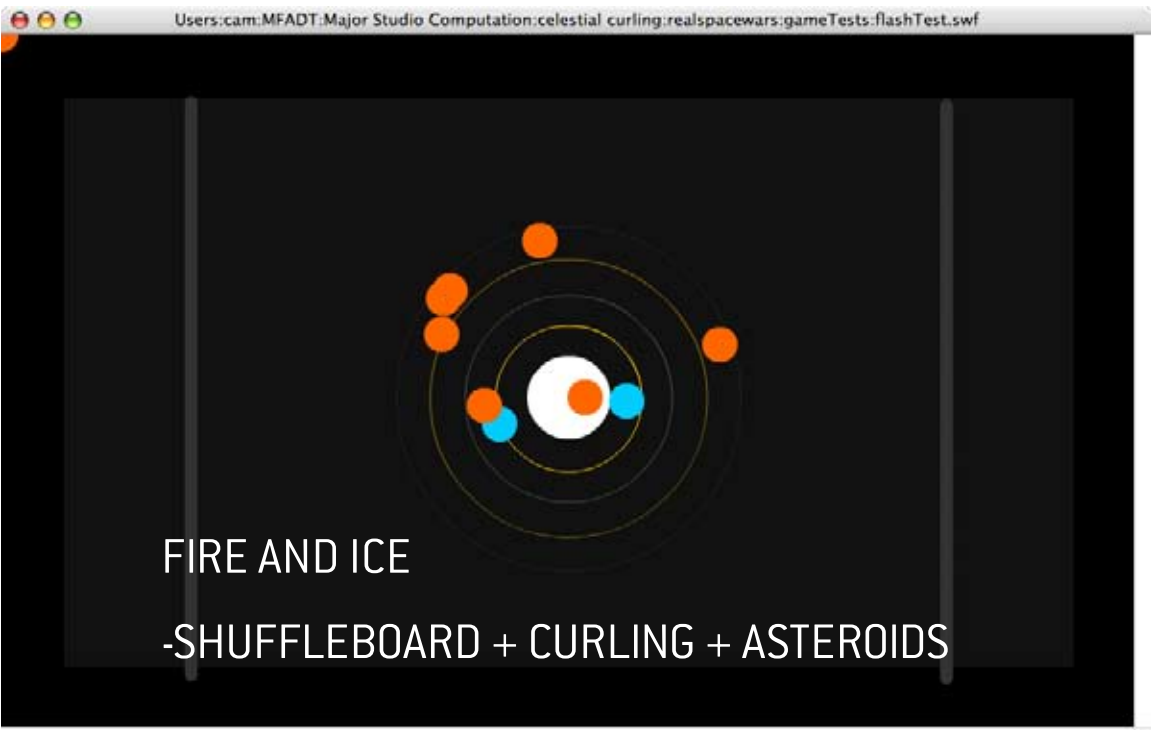 Users:cam:MFADT:Major Studio Computation:celestial curling:realspacewars:gameTests:flashTest.swf
FIRE AND ICE
-SHUFFLEBOARD + CURLING + ASTEROIDS